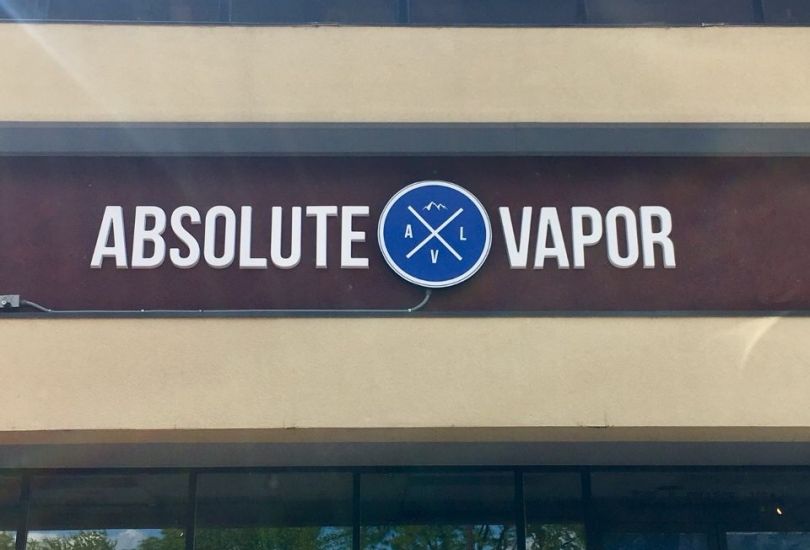 ABSOLUTE A V L VAPOR